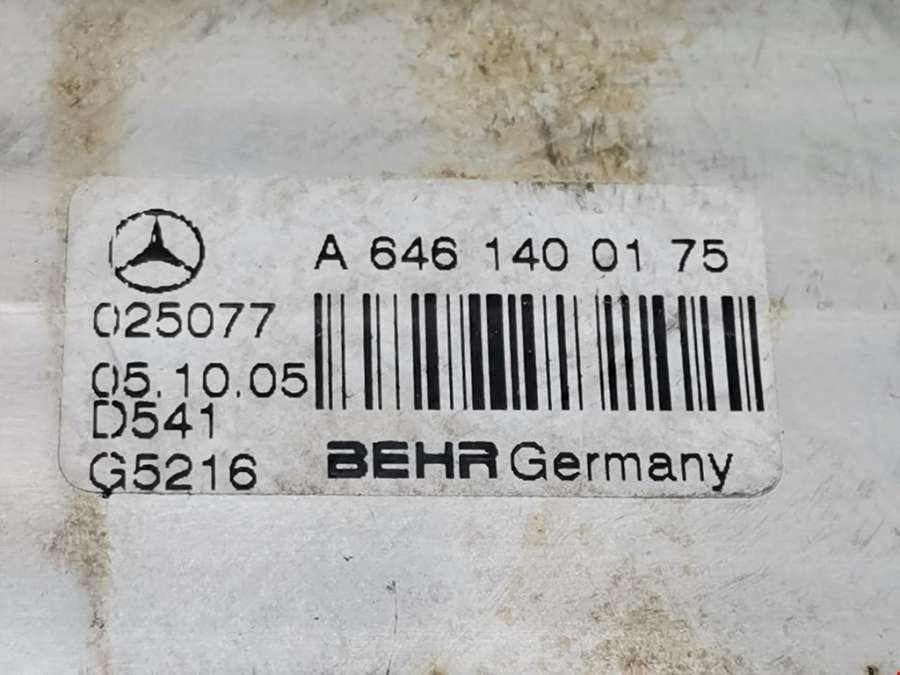 A 646 140 01 75
025077
05.10.05
D541
G5216
BEHR Germany